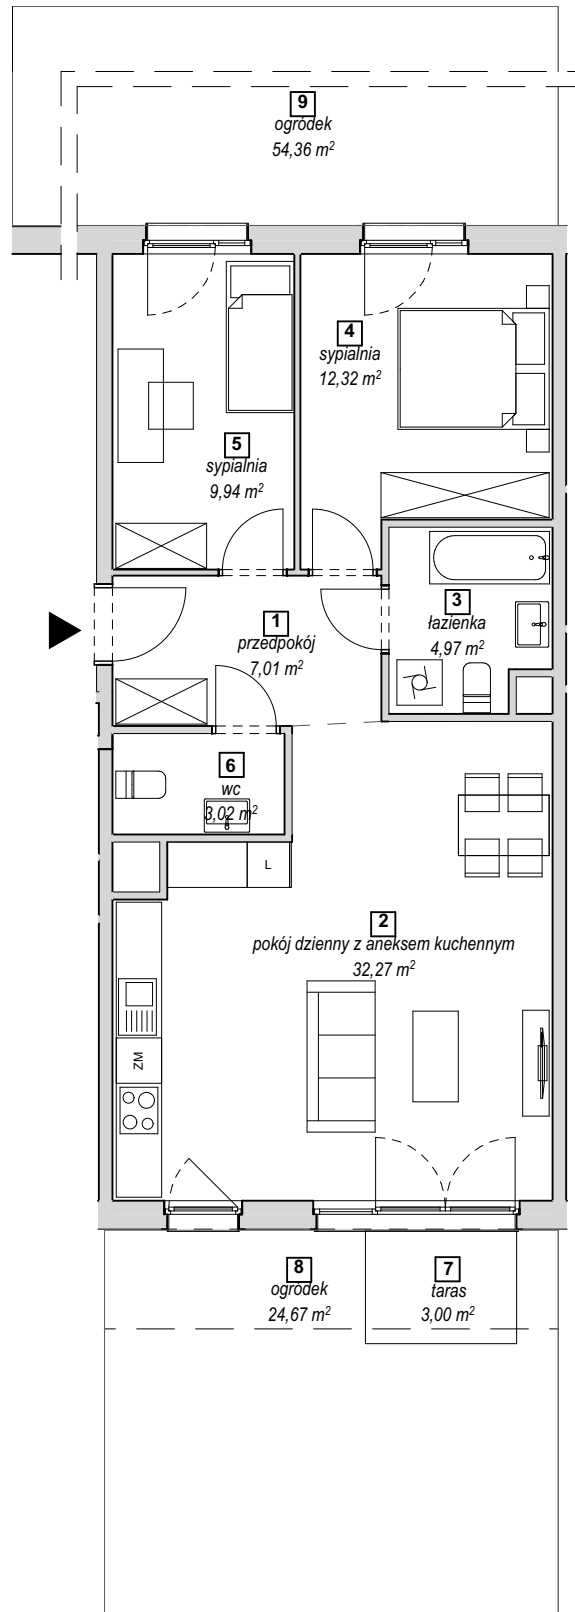 9
ogródek
54,36 m²
4
sypialnia
12,32 m²
5
sypialnia
9,94 m²
3
łazienka
4,97 m²
1
przedpokój
7,01 m²
6
wc
3,02 m²
L
2
pokój dzienny z aneksem kuchennym
32,27 m²
ZM
8
ogródek
24,67 m²
7
taras
3,00 m²